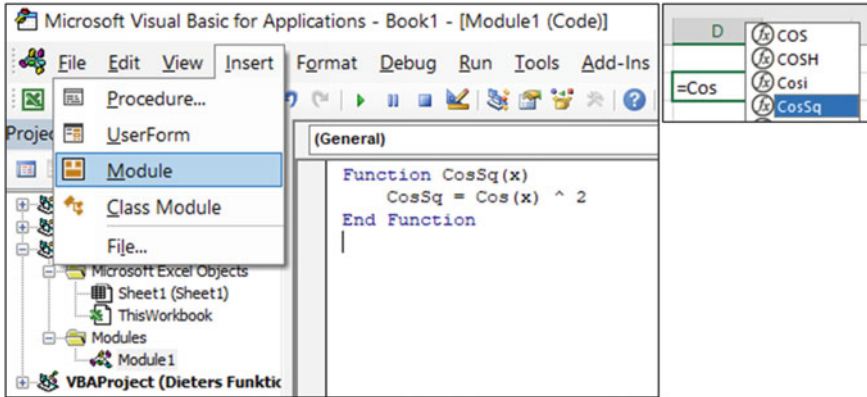 Microsoft Visual Basic for Applications - Book1 - [Module1 (Code)]
File Edit View Insert Format Debug Run Tools Add-Ins
Procedure...
UserForm
Module
Class Module
File...
(General)
Function CosSq(x)
CosSq = Cos(x) ^ 2
End Function
Microsoft Excel Objects
Sheet1 (Sheet1)
ThisWorkbook
Modules
Module1
VBAProject (Dieters
D
=Cos
COS
COSH
Cosi
CosSq